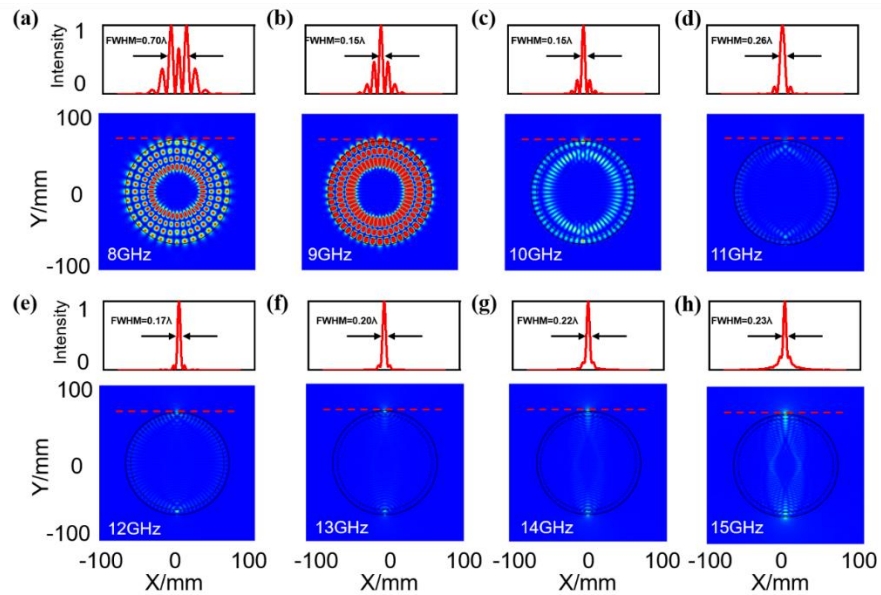 (a) (b) (c) (d)
Intensity
1
0
FWHM=0.70λ
FWHM=0.15λ
FWHM=0.15λ
FWHM=0.26λ
Y/mm
100
0
-100
8GHz
9GHz
10GHz
11GHz
(e) (f) (g) (h)
Intensity
1
0
FWHM=0.17λ
FWHM=0.20λ
FWHM=0.22λ
FWHM=0.23λ
Y/mm
100
0
-100
12GHz
13GHz
14GHz
15GHz
-100 0 100 -100 0 100 -100 0 100 -100 0 100
X/mm X/mm X/mm X/mm